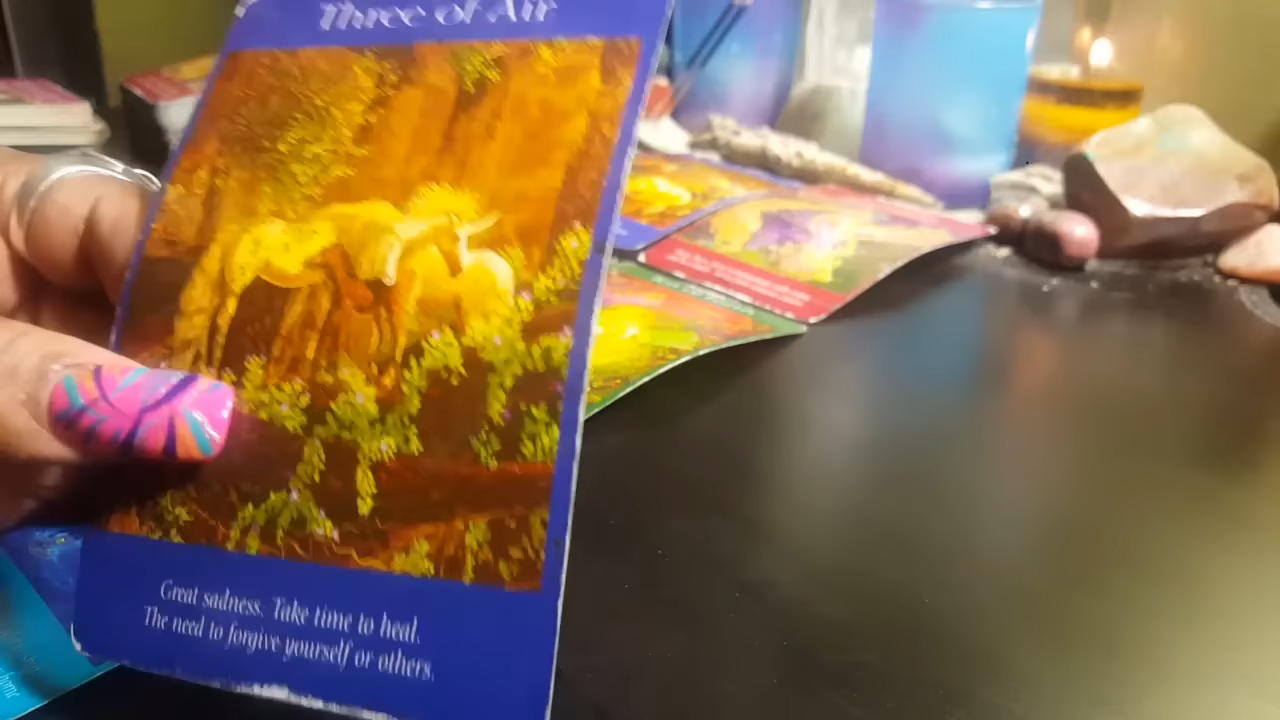 Three of Air
Great sadness. Take time to heal.
The need to forgive yourself or others.